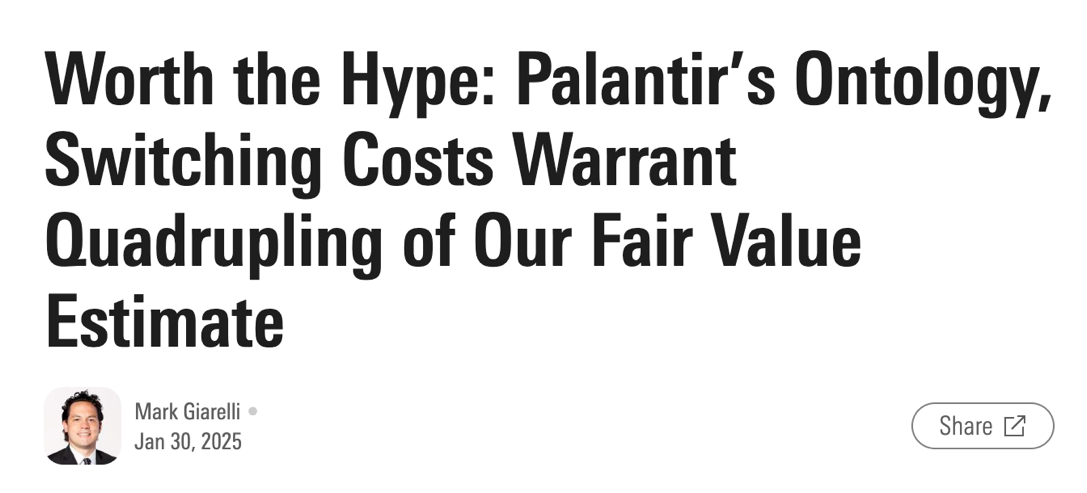 Worth the Hype: Palantir’s Ontology,
Switching Costs Warrant
Quadrupling of Our Fair Value
Estimate
Mark Giarelli
Jan 30, 2025
Share